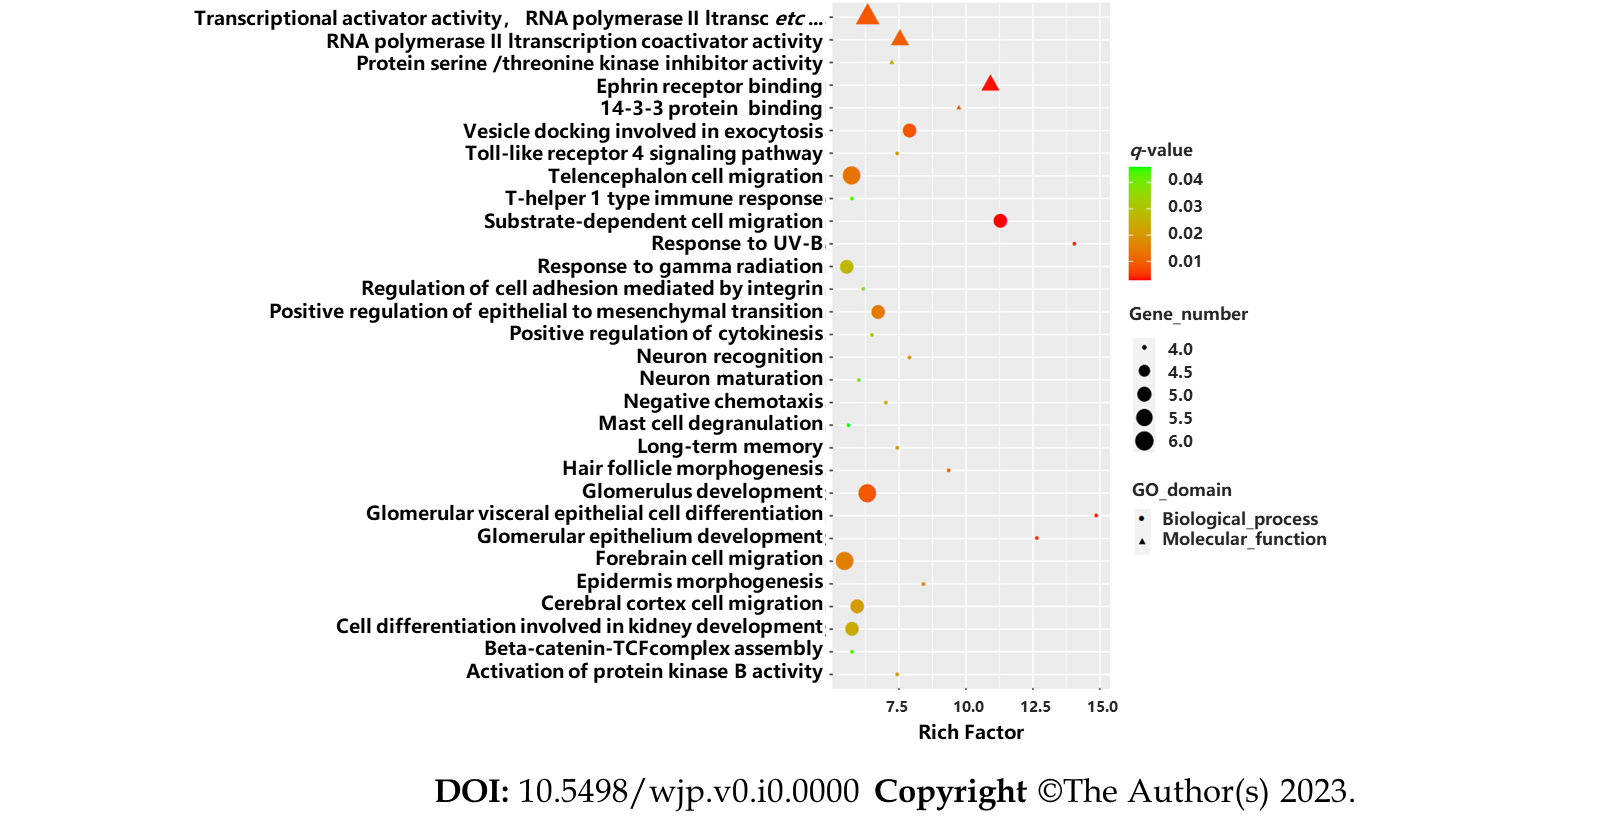 Transcriptional activator activity, RNA polymerase II ltransc etc ...
RNA polymerase II ltranscription coactivator activity
Protein serine /threonine kinase inhibitor activity
Ephrin receptor binding
14-3-3 protein binding
Vesicle docking involved in exocytosis
Toll-like receptor 4 signaling pathway
Telencephalon cell migration
T-helper 1 type immune response
Substrate-dependent cell migration
Response to UV-B
Response to gamma radiation
Regulation of cell adhesion mediated by integrin
Positive regulation of epithelial to mesenchymal transition
Positive regulation of cytokinesis
Neuron recognition
Neuron maturation
Negative chemotaxis
Mast cell degranulation
Long-term memory
Hair follicle morphogenesis
Glomerulus development
Glomerular visceral epithelial cell differentiation
Glomerular epithelium development
Forebrain cell migration
Epidermis morphogenesis
Cerebral cortex cell migration
Cell differentiation involved in kidney development
Beta-catenin-TCFcomplex assembly
Activation of protein kinase B activity
7.5 10.0 12.5 15.0
Rich Factor
q-value
0.04
0.03
0.02
0.01
Gene_number
4.0
4.5
5.0
5.5
6.0
GO_domain
Biological_process
Molecular_function
DOI: 10.5498/wjp.v0.i0.0000 Copyright ©The Author(s) 2023.